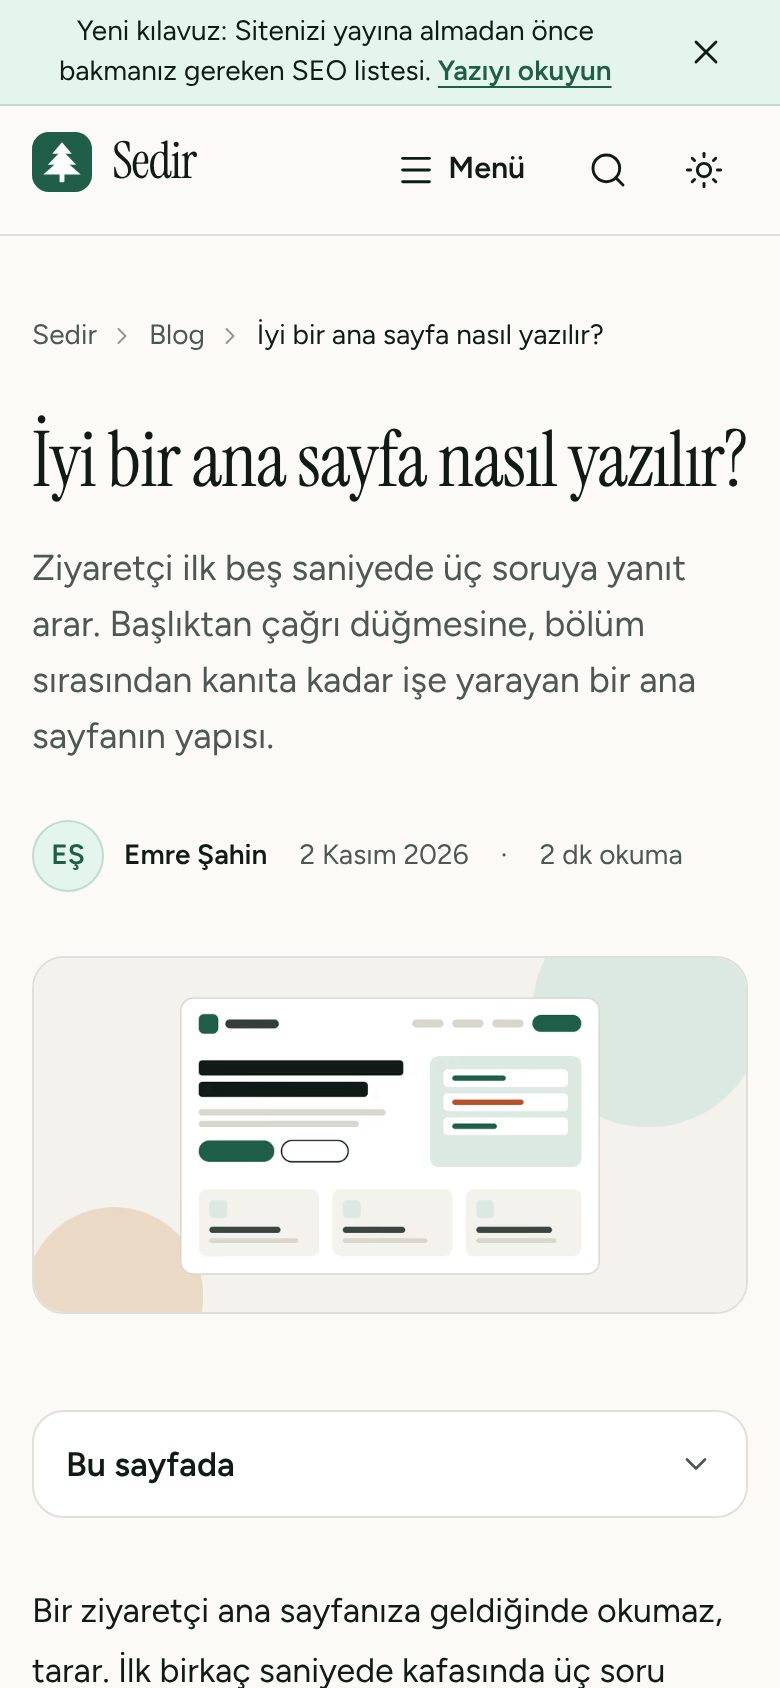 Yeni kılavuz: Sitenizi yayına almadan önce
bakmanız gereken SEO listesi. Yazıyı okuyun
Sedir
Menü
Sedir > Blog > İyi bir ana sayfa nasıl yazılır?
İyi bir ana sayfa nasıl yazılır?
Ziyaretçi ilk beş saniyede üç soruya yanıt
arar. Başlıktan çağrı düğmesine, bölüm
sırasından kanıta kadar işe yarayan bir ana
sayfanın yapısı.
EŞ Emre Şahin 2 Kasım 2026 · 2 dk okuma
Bu sayfada
Bir ziyaretçi ana sayfanıza geldiğinde okumaz,
tarar. İlk birkaç saniyede kafasında üç soru